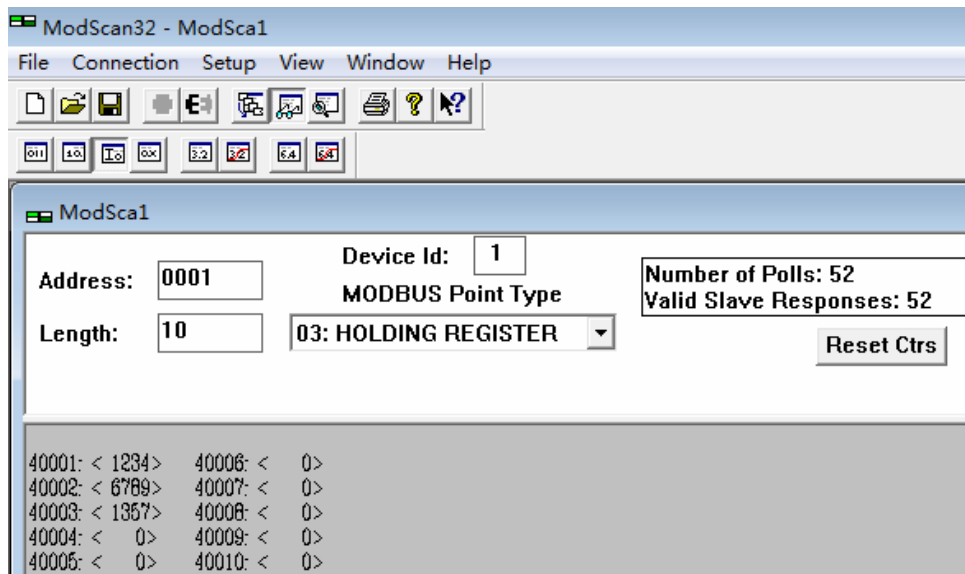 ModScan32 - ModSca1
File Connection Setup View Window Help
ModSca1
Address: 0001
Device Id: 1
MODBUS Point Type
Length: 10
03: HOLDING REGISTER
Number of Polls: 52
Valid Slave Responses: 52
Reset Ctrs
40001: < 1234> 40006: < 0>
40002: < 6789> 40007: < 0>
40003: < 1357> 40008: < 0>
40004: < 0> 40009: < 0>
40005: < 0> 40010: < 0>